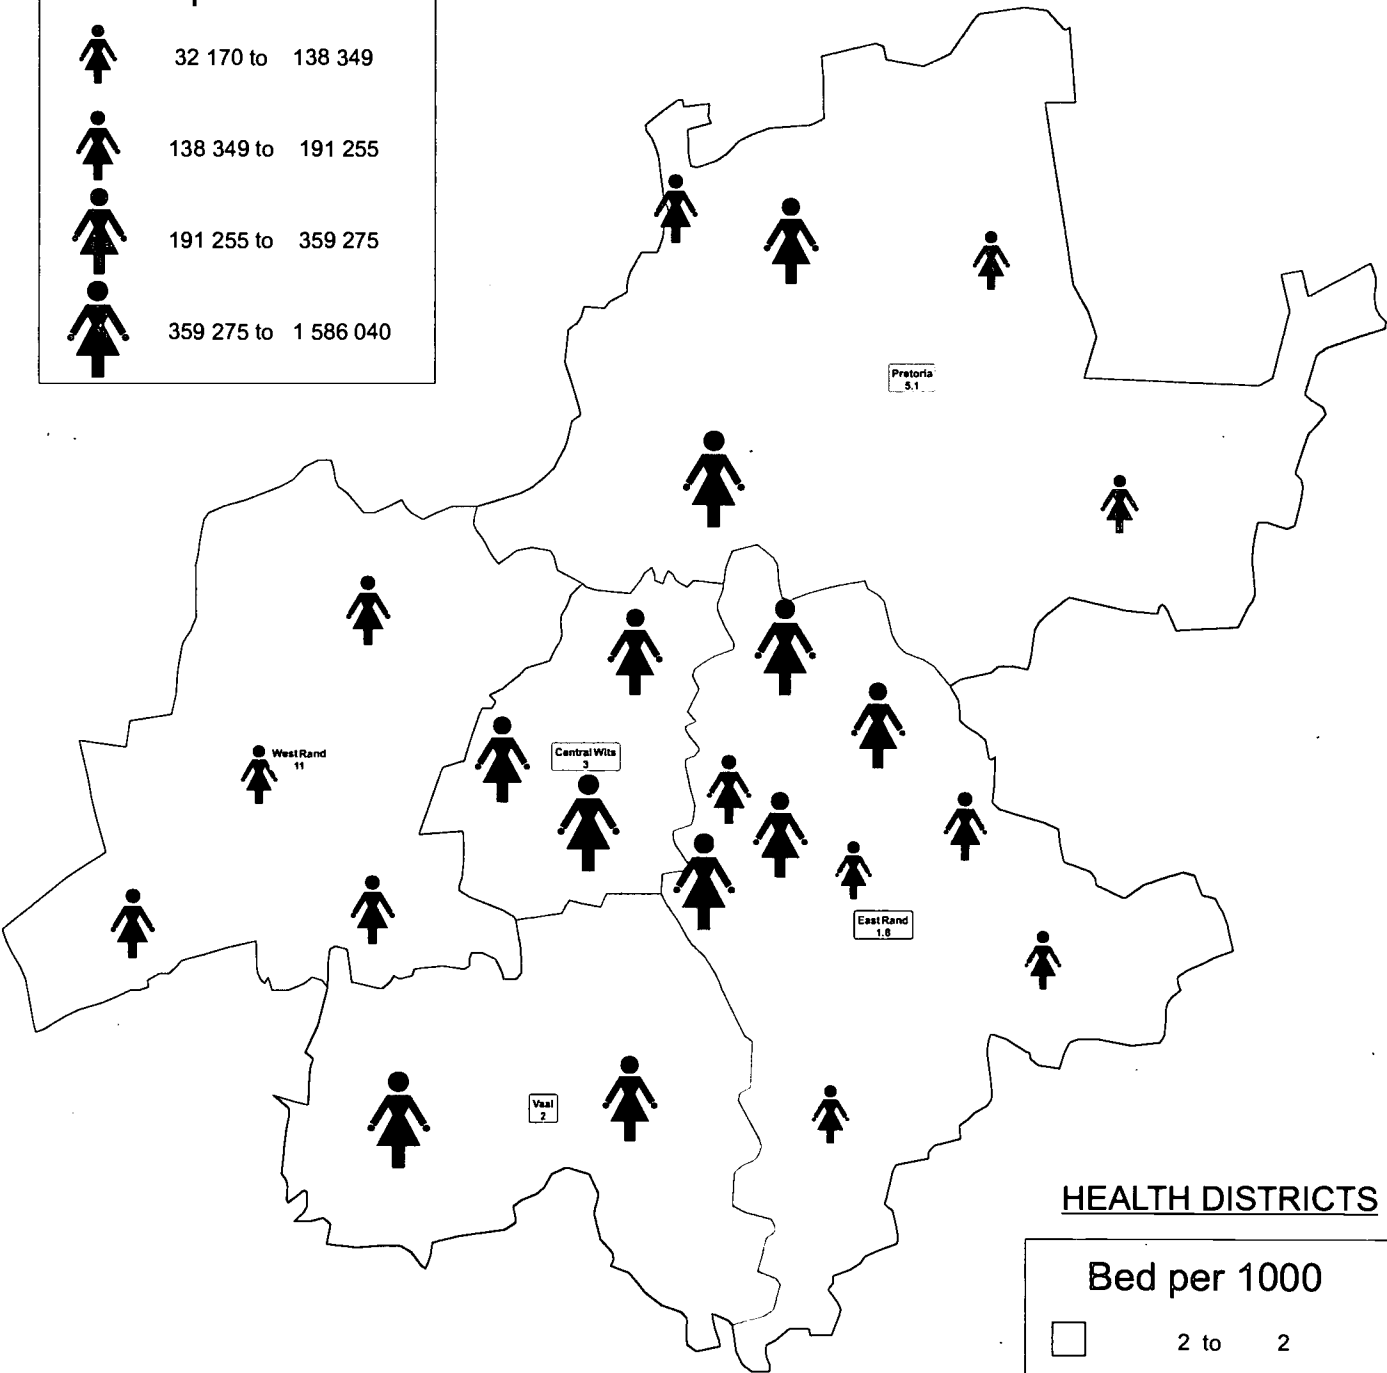 32 170 to 138 349
138 349 to 191 255
191 255 to 359 275
359 275 to 1 586 040
Pretoria
5.1
West Rand
11
Central Wits
3
East Rand
1.8
Vaal
2
HEALTH DISTRICTS
Bed per 1000
2 to 2